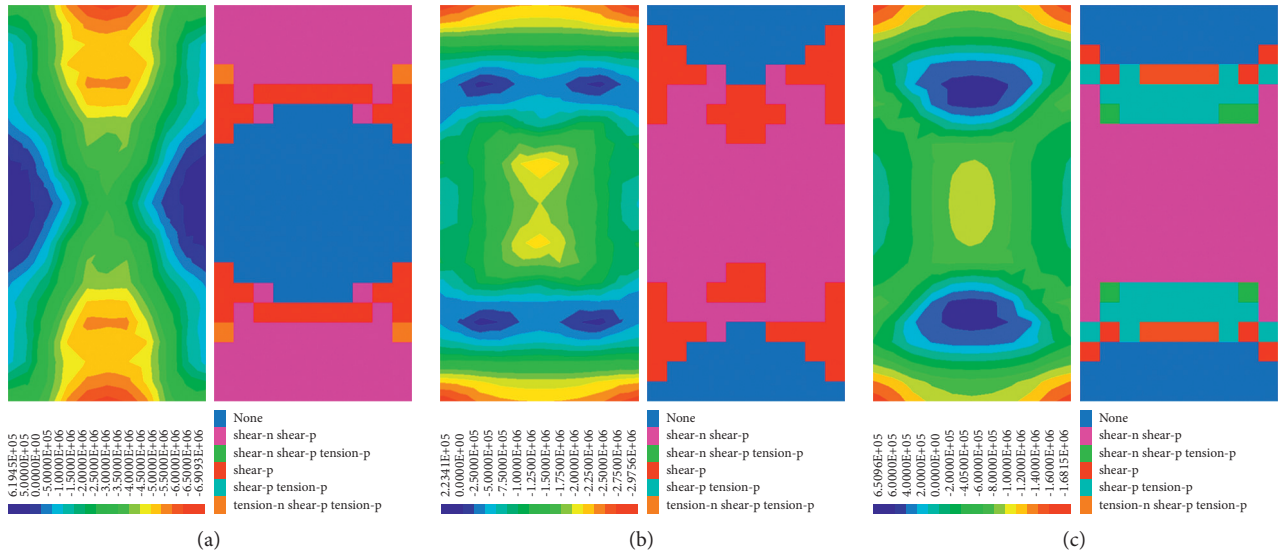 6.1945E+05
5.0000E+05
0.0000E+00
-5.0000E+05
-1.0000E+06
-1.5000E+06
-2.0000E+06
-2.5000E+06
-3.0000E+06
-3.5000E+06
-4.0000E+06
-4.5000E+06
-5.0000E+06
-5.5000E+06
-6.0000E+06
-6.5000E+06
-6.9093E+06
None
shear-n shear-p
shear-n shear-p tension-p
shear-p
shear-p tension-p
tension-n shear-p tension-p
(a)
2.2341E+05
0.0000E+00
-2.5000E+05
-5.0000E+05
-7.5000E+05
-1.0000E+06
-1.2500E+06
-1.5000E+06
-1.7500E+06
-2.0000E+06
-2.2500E+06
-2.5000E+06
-2.7500E+06
-2.9756E+06
None
shear-n shear-p
shear-n shear-p tension-p
shear-p
shear-p tension-p
tension-n shear-p tension-p
(b)
6.5096E+05
6.0000E+05
4.0000E+05
2.0000E+05
0.0000E+00
-2.0000E+05
-4.0500E+05
-6.0000E+05
-8.0000E+05
-1.0000E+06
-1.2000E+06
-1.4000E+06
-1.6000E+06
-1.6815E+06
None
shear-n shear-p
shear-n shear-p tension-p
shear-p
shear-p tension-p
tension-n shear-p tension-p
(c)